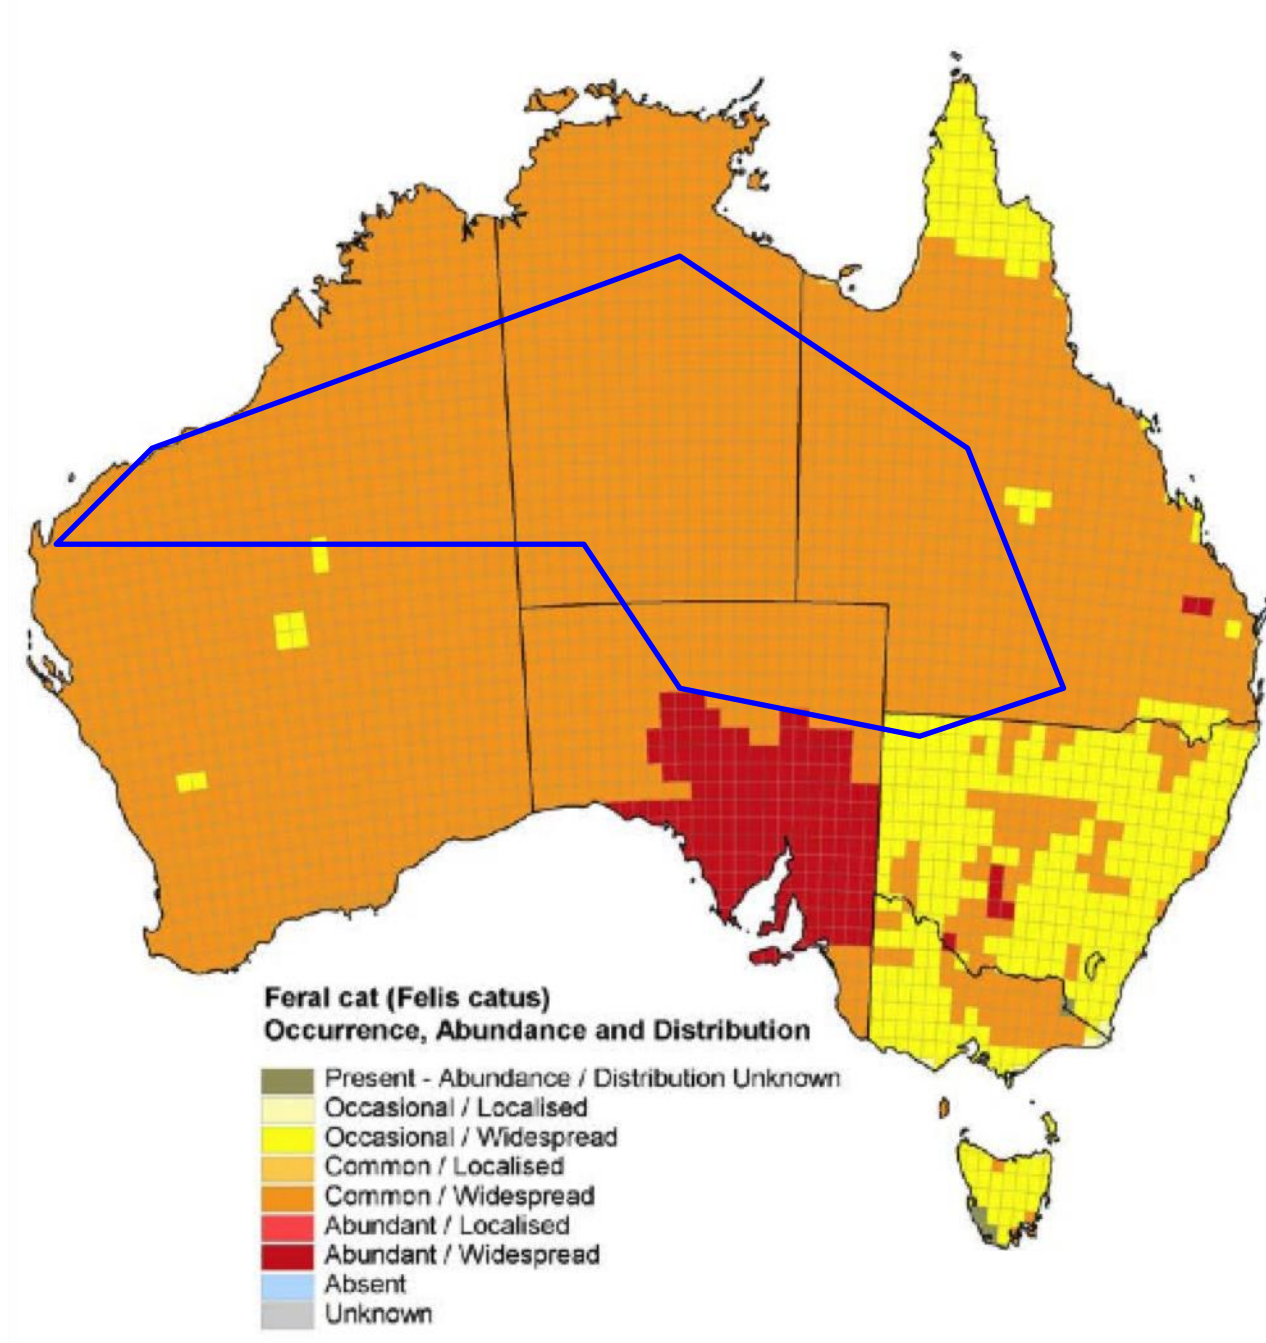 Feral cat (Felis catus)
Occurrence, Abundance and Distribution
Present - Abundance / Distribution Unknown
Occasional / Localised
Occasional / Widespread
Common / Localised
Common / Widespread
Abundant / Localised
Abundant / Widespread
Absent
Unknown